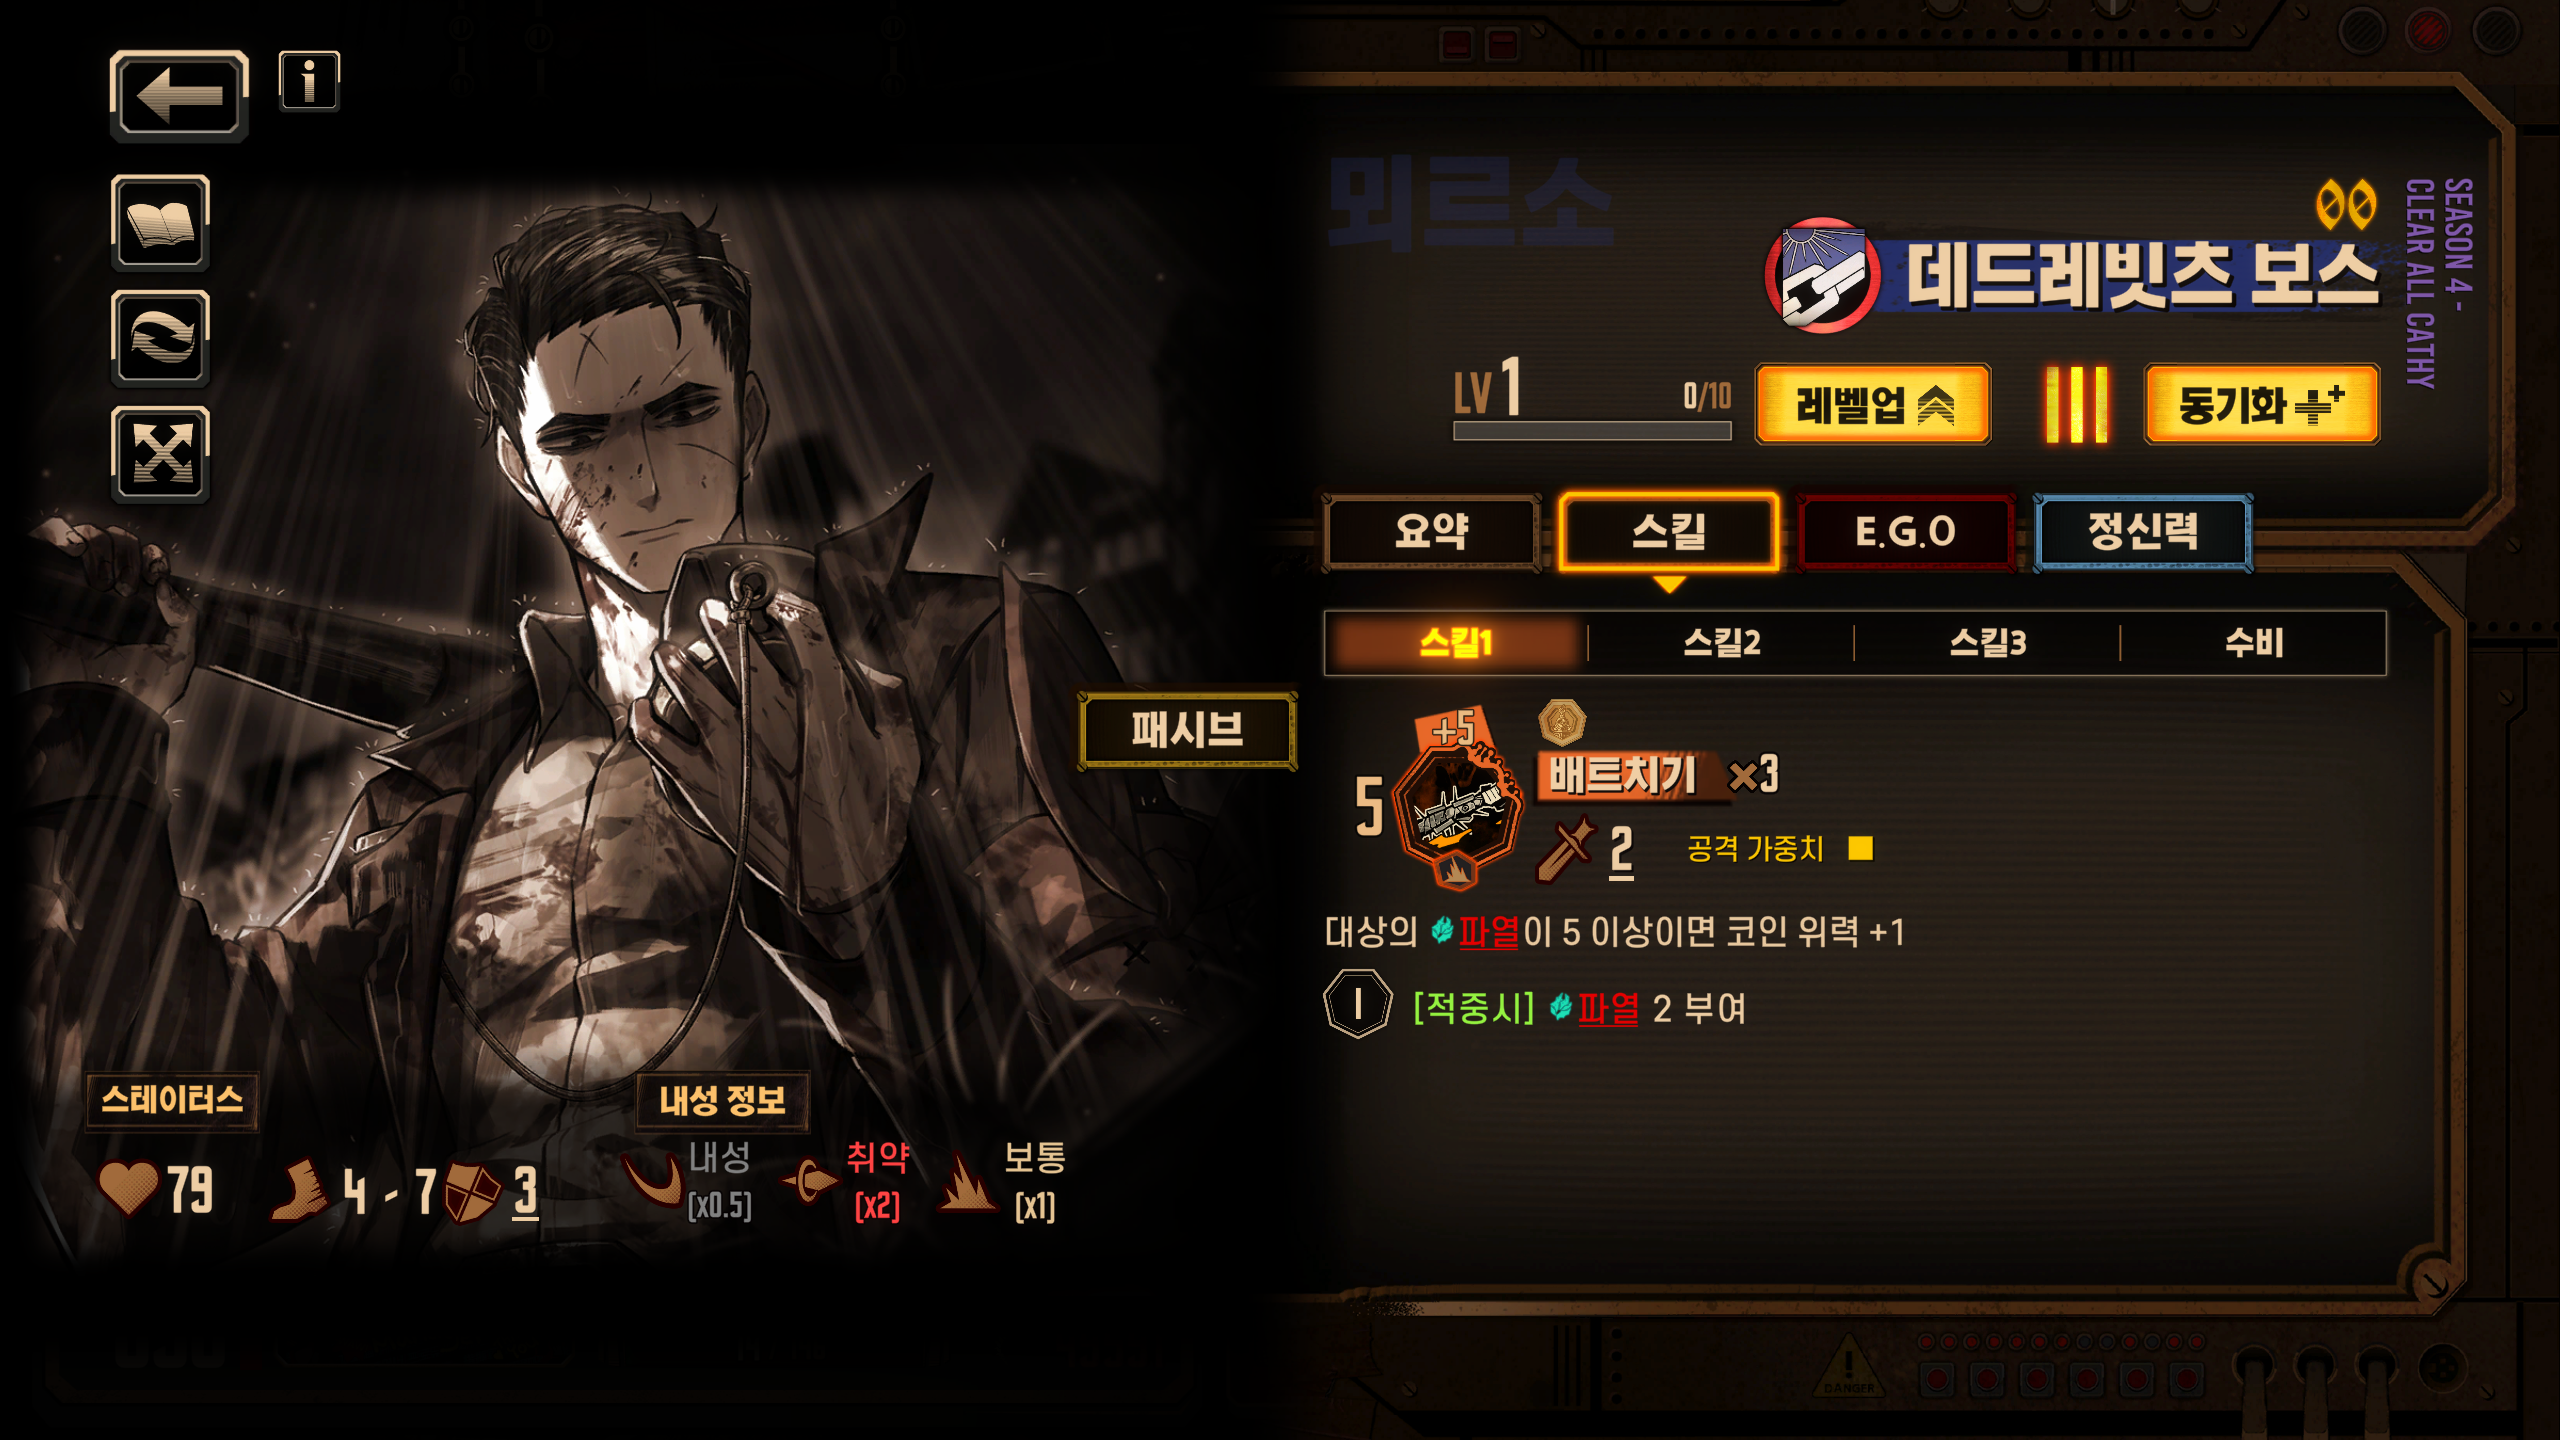 뫼르소
데드레빗츠 보스
SEASON 4 -
CLEAR ALL CATHY
LV 1
0/10
레벨업
동기화
요약
스킬
E.G.O
정신력
스킬1
스킬2
스킬3
수비
패시브
+5
5
배트치기 ×3
2
공격 가중치
대상의 파열이 5 이상이면 코인 위력 +1
I [적중시] 파열 2 부여
스테이터스
79
4 - 7
3
내성 정보
내성
[x0.5]
취약
[x2]
보통
[x1]
DANGER